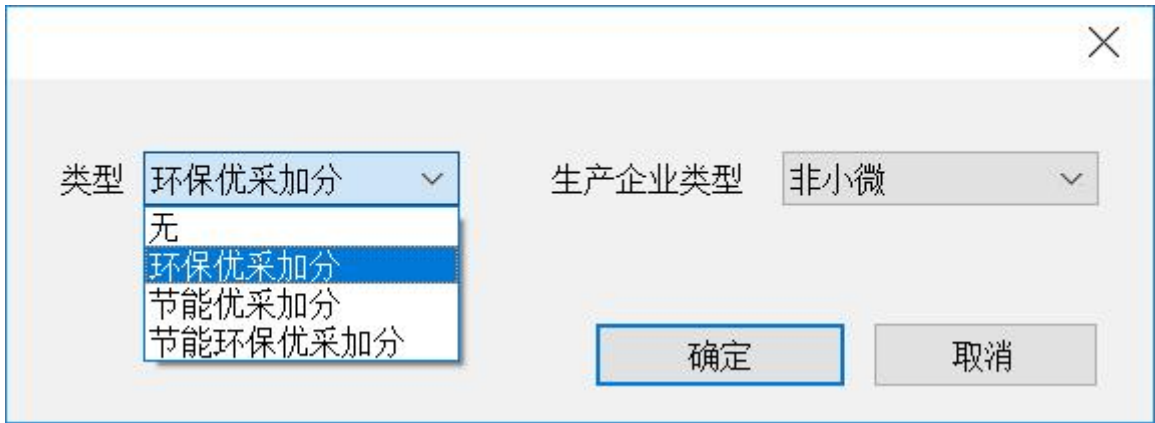 类型 环保优采加分 生产企业类型 非小微
无
环保优采加分
节能优采加分
节能环保优采加分
确定 取消